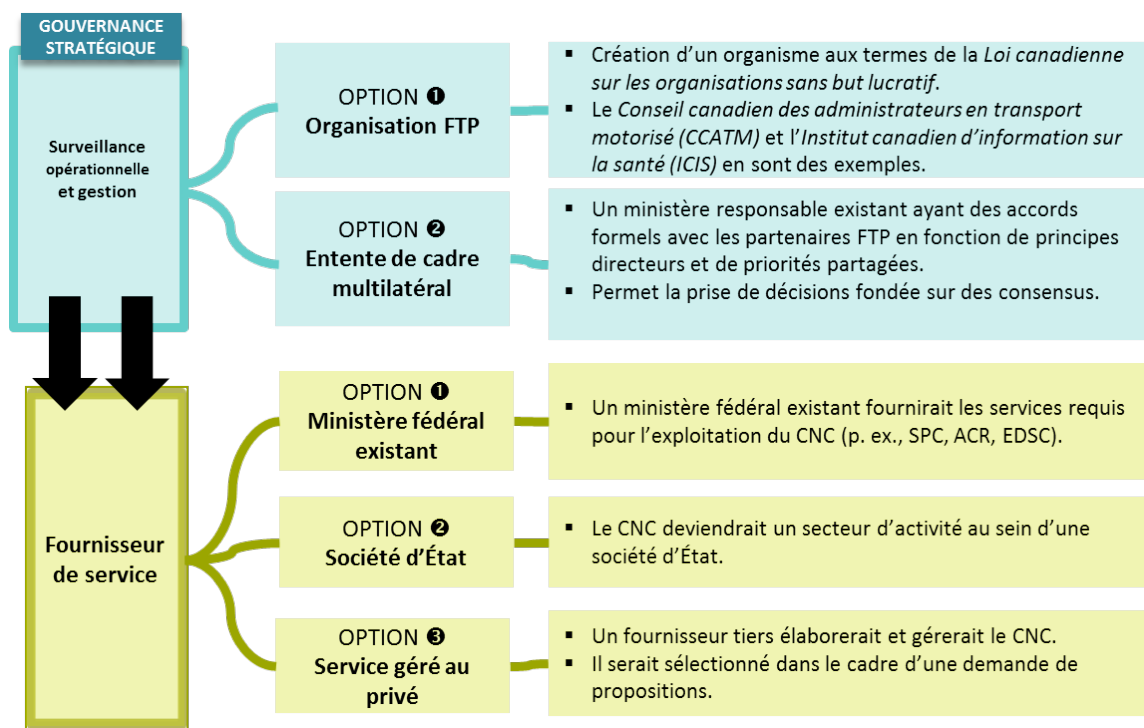 GOUVERNANCE
STRATÉGIQUE
Surveillance
opérationnelle
et gestion
OPTION ❶
Organisation FTP
▪ Création d’un organisme aux termes de la Loi canadienne
sur les organisations sans but lucratif.
▪ Le Conseil canadien des administrateurs en transport
motorisé (CCATM) et l’Institut canadien d’information sur
la santé (ICIS) en sont des exemples.
OPTION ❷
Entente de cadre
multilatéral
▪ Un ministère responsable existant ayant des accords
formels avec les partenaires FTP en fonction de principes
directeurs et de priorités partagées.
▪ Permet la prise de décisions fondée sur des consensus.
Fournisseur
de service
OPTION ❶
Ministère fédéral
existant
▪ Un ministère fédéral existant fournirait les services requis
pour l’exploitation du CNC (p. ex., SPC, ACR, EDSC).
OPTION ❷
Société d’État
▪ Le CNC deviendrait un secteur d’activité au sein d’une
société d’État.
OPTION ❸
Service géré au
privé
▪ Un fournisseur tiers élaborerait et gérerait le CNC.
▪ Il serait sélectionné dans le cadre d’une demande de
propositions.